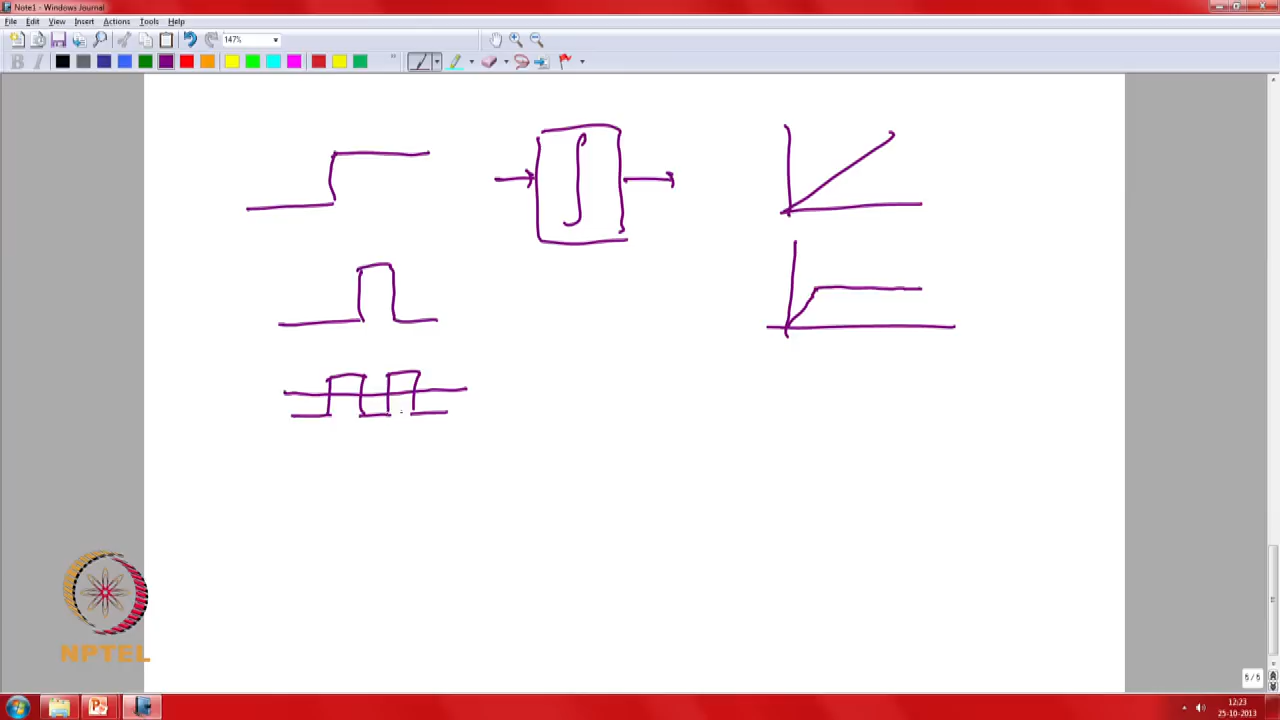 Note1 - Windows Journal
File Edit View Insert Actions Tools Help
147%
B I
∫
NPTEL
5 / 5
12:23
25-10-2013